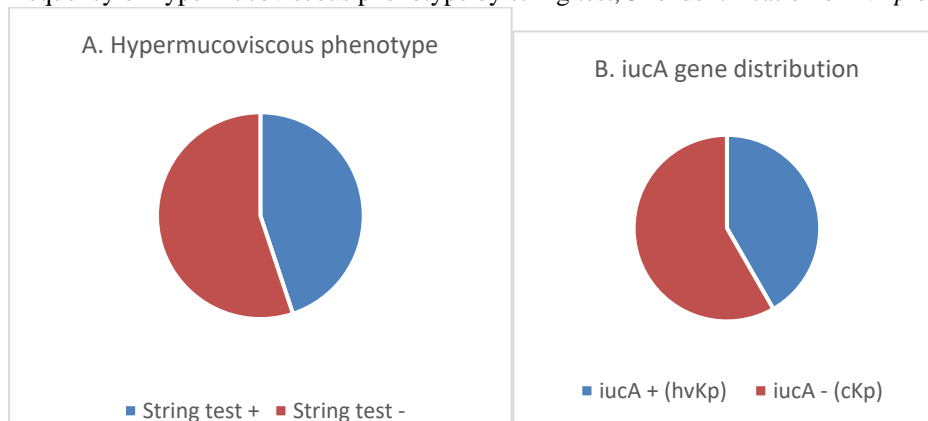 A. Hypermucoviscous phenotype
B. iucA gene distribution
String test + String test -
iucA + (hvKp) iucA - (cKp)